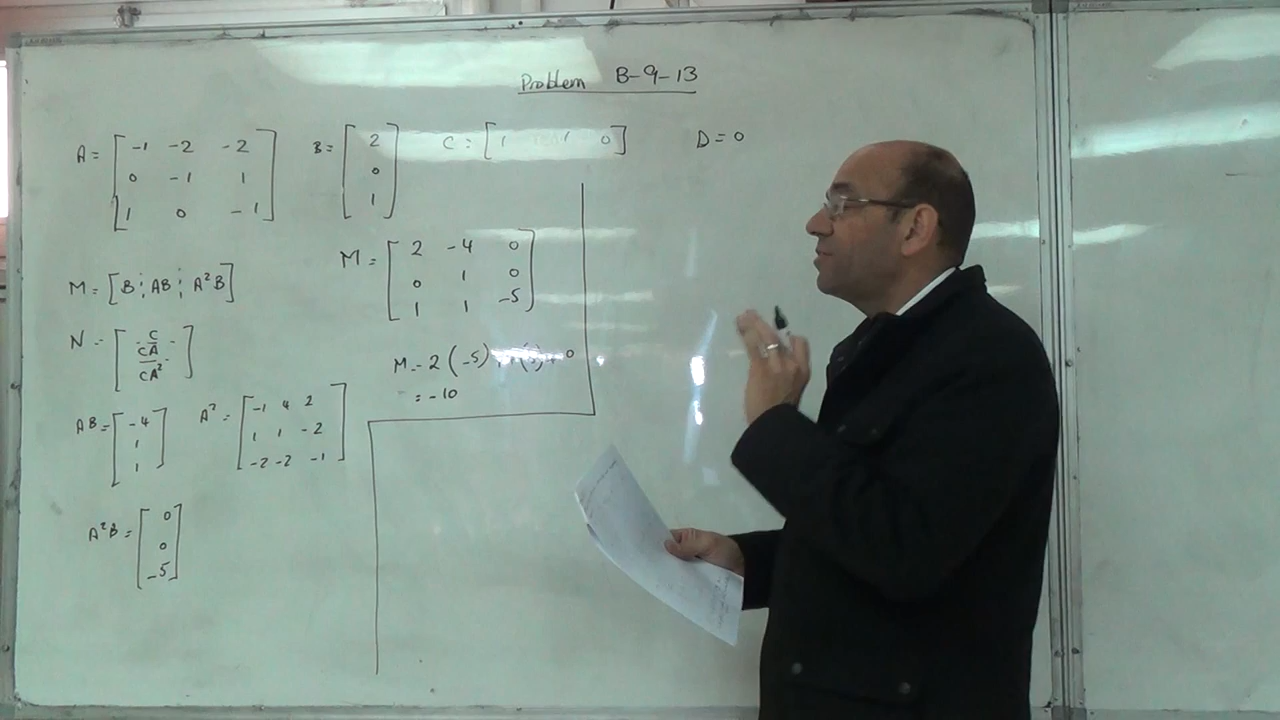 Problem B-9-13
A = [ -1 -2 -2
0 -1 1
1 0 -1 ]
B = [ 2
0
1 ]
C = [ 1 1 0 ]
D = 0
M = [ B ⋮ AB ⋮ A²B ]
N = [ C
CA
CA² ]
AB = [ -4
1
1 ]
A² = [ -1 4 2
1 1 -2
-2 -2 -1 ]
A²B = [ 0
0
-5 ]
M = [ 2 -4 0
0 1 0
1 1 -5 ]
M = 2 ( -5 )
= -10